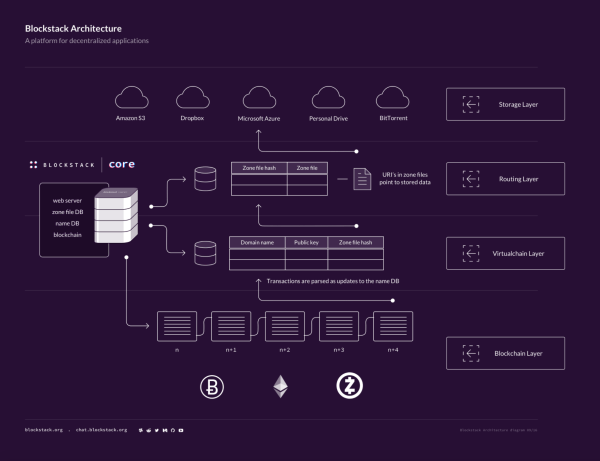 Blockstack Architecture
A platform for decentralized applications
Amazon S3
Dropbox
Microsoft Azure
Personal Drive
BitTorrent
Storage Layer
BLOCKSTACK
core
Zone file hash
Zone file
URI's in zone files
point to stored data
Routing Layer
web server
zone file DB
name DB
blockchain
Domain name
Public key
Zone file hash
Virtualchain Layer
Transactions are parsed as updates to the name DB
n
n+1
n+2
n+3
n+4
Blockchain Layer
blockstack.org
chat.blockstack.org
Blockstack Architecture Diagram